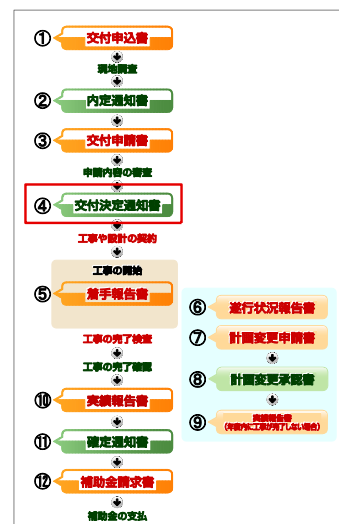 ① 交付申込書
現地調査
② 内定通知書
③ 交付申請書
申請内容の審査
④ 交付決定通知書
工事や設計の契約
工事の開始
⑤ 着手報告書
工事の完了検査
工事の完了確認
⑩ 実績報告書
⑪ 確定通知書
⑫ 補助金請求書
補助金の支払
⑥ 遂行状況報告書
⑦ 計画変更申請書
⑧ 計画変更承認書
⑨ 実績報告書
(年度内に工事が完了しない場合)